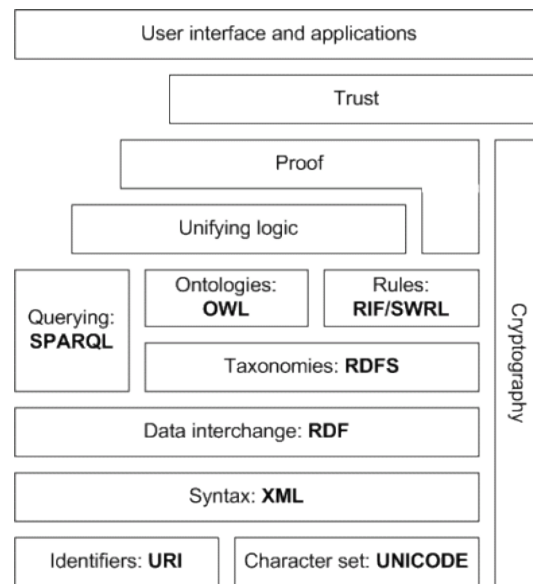 User interface and applications
Trust
Proof
Unifying logic
Querying:
SPARQL
Ontologies:
OWL
Rules:
RIF/SWRL
Taxonomies: RDFS
Cryptography
Data interchange: RDF
Syntax: XML
Identifiers: URI
Character set: UNICODE